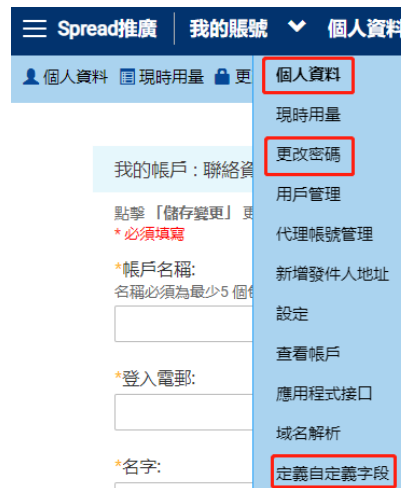 Spread推廣 我的賬號 個人資料
個人資料 現時用量 更
個人資料
現時用量
更改密碼
用戶管理
代理帳號管理
新增發件人地址
設定
查看帳戶
應用程式接口
域名解析
定義自定義字段
我的帳戶 : 聯絡資
點擊「儲存變更」更
* 必須填寫
*帳戶名稱:
名稱必須為最少5 個
*登入電郵:
*名字: